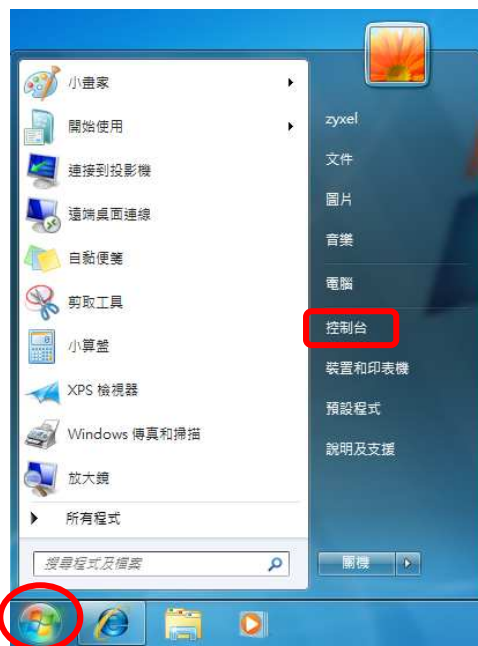 小畫家
開始使用
連接到投影機
遠端桌面連線
自黏便箋
剪取工具
小算盤
XPS 檢視器
Windows 傳真和掃描
放大鏡
所有程式
搜尋程式及檔案
zyxel
文件
圖片
音樂
電腦
控制台
裝置和印表機
預設程式
說明及支援
關機